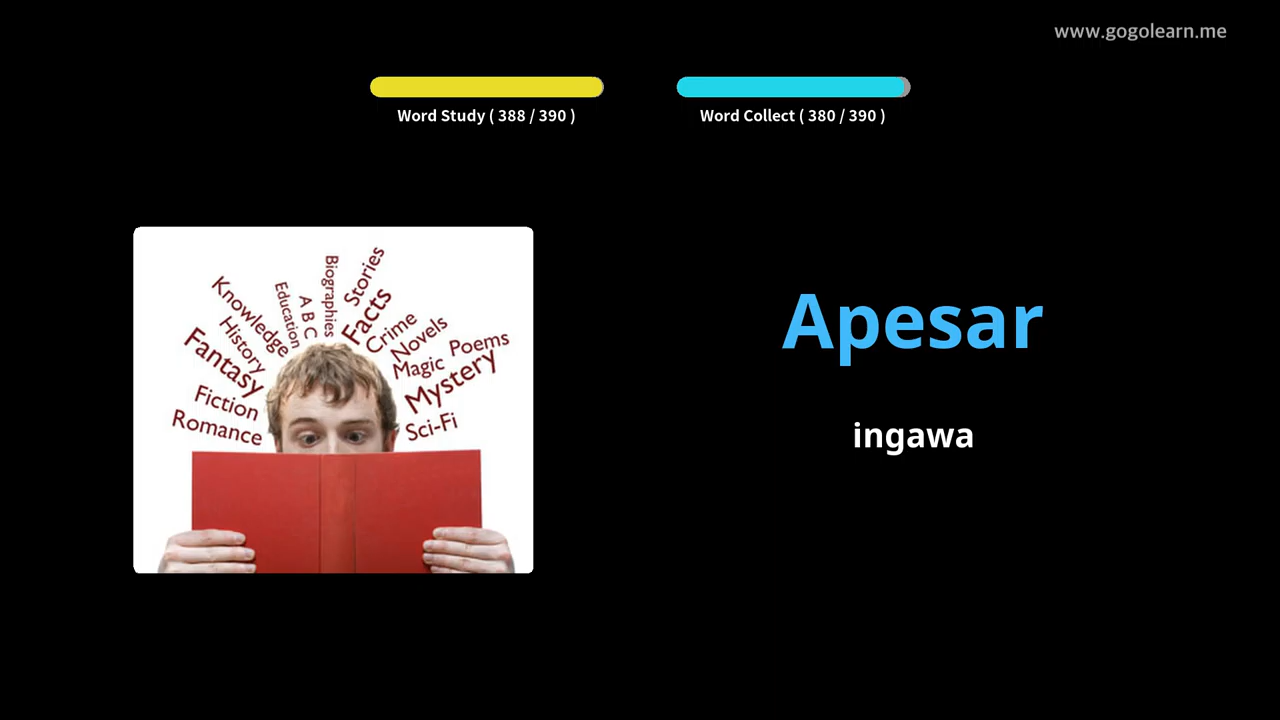 www.gogolearn.me
Word Study ( 388 / 390 )
Word Collect ( 380 / 390 )
Biographies
Stories
Education
A B C
Facts
Knowledge
Crime
History
Novels
Poems
Fantasy
Magic
Mystery
Fiction
Romance
Sci-Fi
Apesar
ingawa